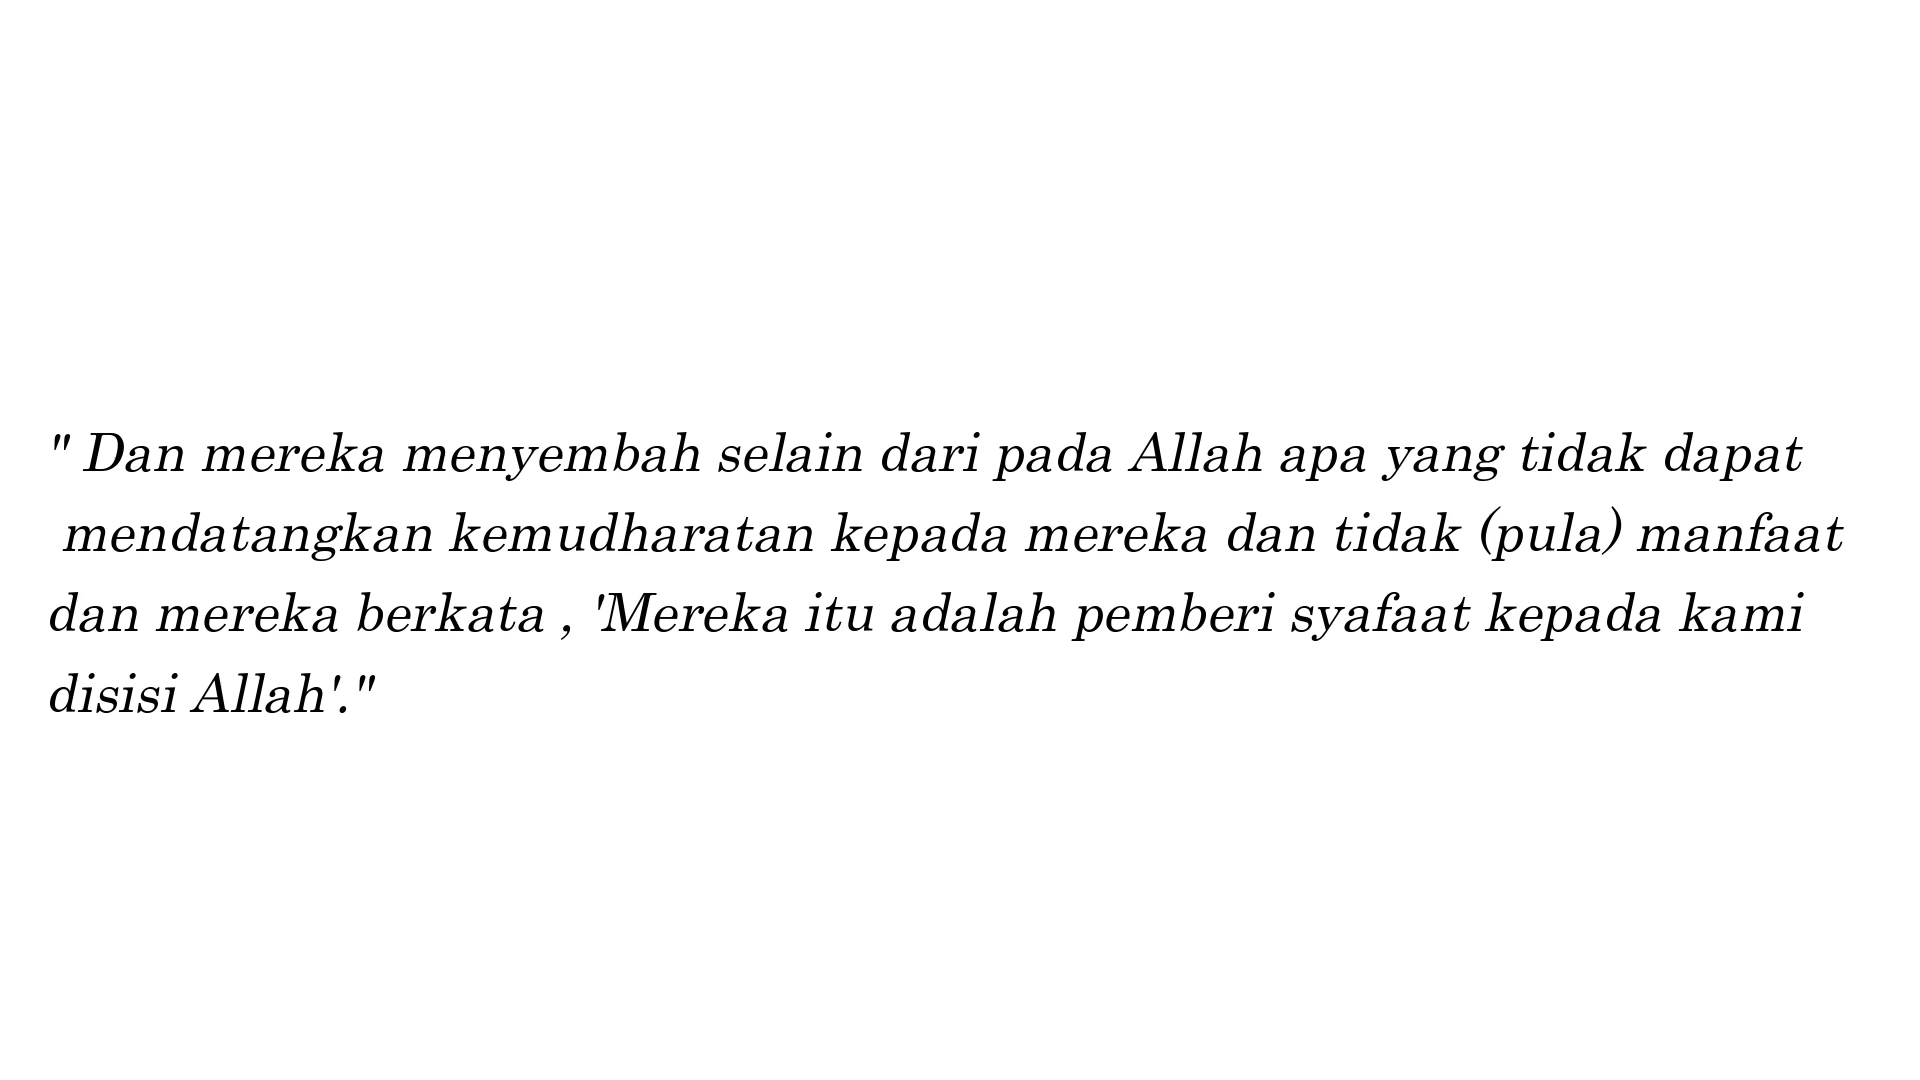 " Dan mereka menyembah selain dari pada Allah apa yang tidak dapat
mendatangkan kemudharatan kepada mereka dan tidak (pula) manfaat
dan mereka berkata , 'Mereka itu adalah pemberi syafaat kepada kami
disisi Allah'."